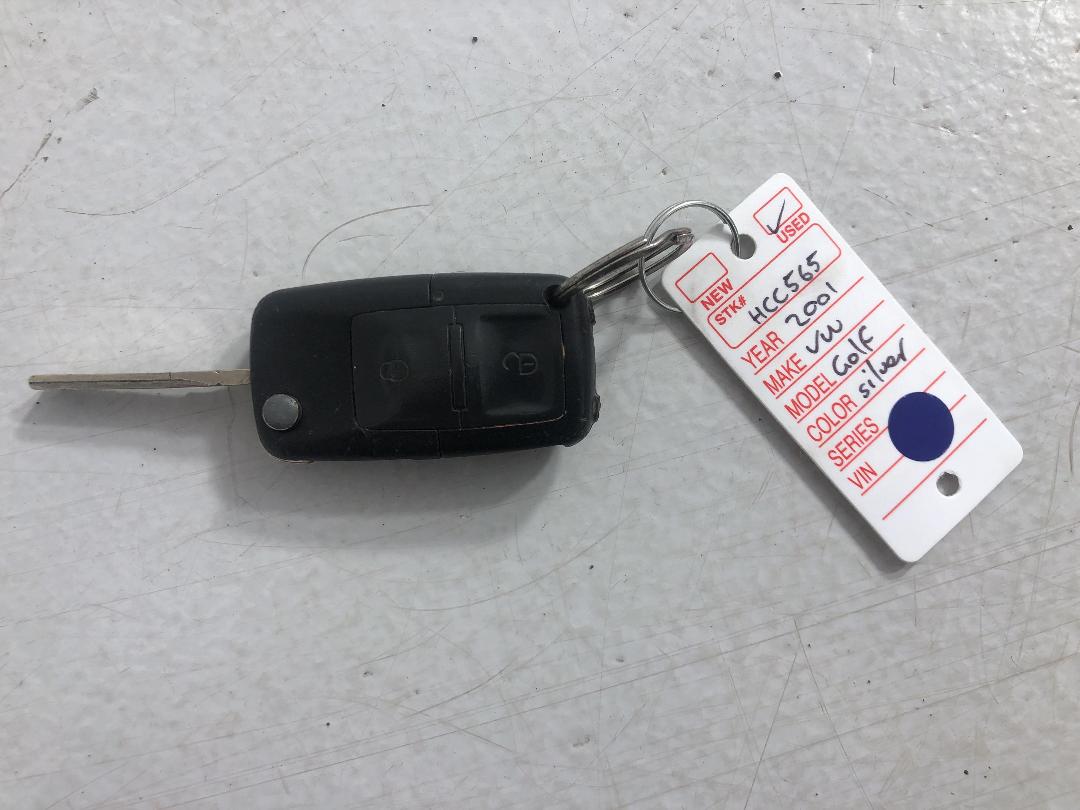 ✓
USED
NEW
STK# HCC565
YEAR 2001
MAKE VW
MODEL Golf
COLOR silver
SERIES
VIN